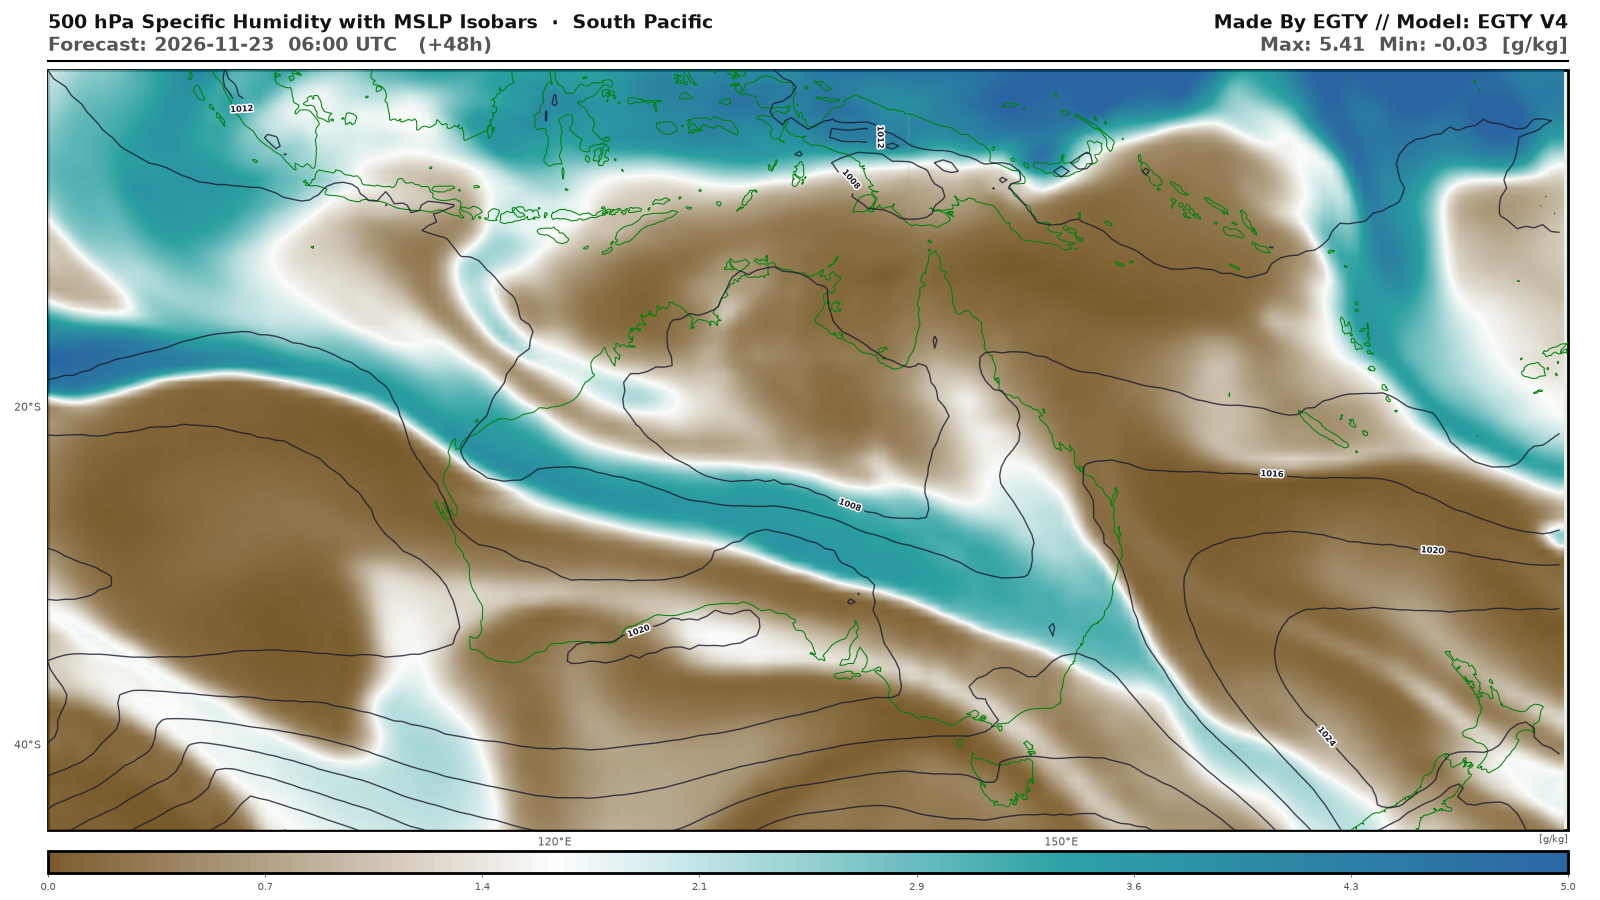 500 hPa Specific Humidity with MSLP Isobars · South Pacific
Made By EGTY // Model: EGTY V4
Forecast: 2026-11-23 06:00 UTC (+48h)
Max: 5.41 Min: -0.03 [g/kg]
1012
1012
1008
20°S
1016
1008
1020
1020
1024
40°S
120°E
150°E
[g/kg]
0.0 0.7 1.4 2.1 2.9 3.6 4.3 5.0